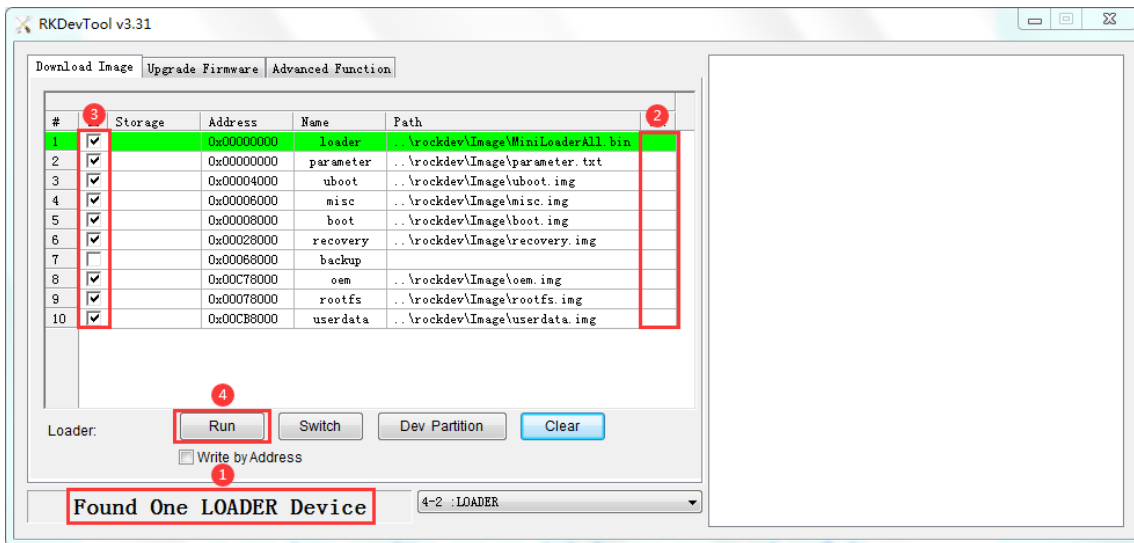 RKDevTool v3.31
Download Image Upgrade Firmware Advanced Function
3 2
# Storage Address Name Path
1 0x00000000 loader ..\rockdev\Image\MiniLoaderAll.bin
2 0x00000000 parameter ..\rockdev\Image\parameter.txt
3 0x00004000 uboot ..\rockdev\Image\uboot.img
4 0x00006000 misc ..\rockdev\Image\misc.img
5 0x00008000 boot ..\rockdev\Image\boot.img
6 0x00028000 recovery ..\rockdev\Image\recovery.img
7 0x00068000 backup
8 0x00C78000 oem ..\rockdev\Image\oem.img
9 0x00078000 rootfs ..\rockdev\Image\rootfs.img
10 0x00CB8000 userdata ..\rockdev\Image\userdata.img
4
Loader: Run Switch Dev Partition Clear
Write by Address
1
Found One LOADER Device 4-2 :LOADER